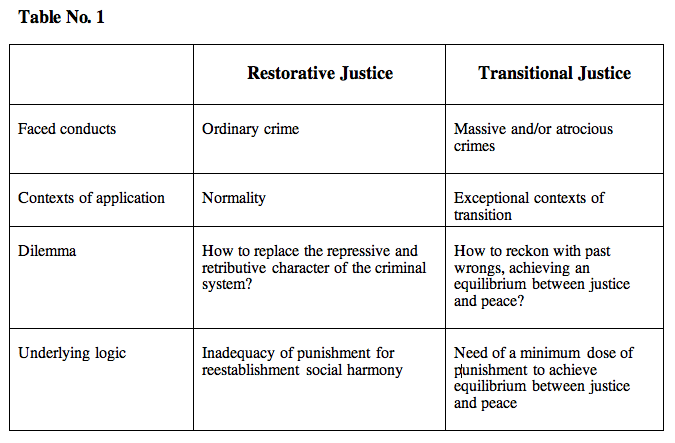 Table No. 1
Restorative Justice
Transitional Justice
Faced conducts
Ordinary crime
Massive and/or atrocious
crimes
Contexts of application
Normality
Exceptional contexts of
transition
Dilemma
How to replace the repressive and
retributive character of the criminal
system?
How to reckon with past
wrongs, achieving an
equilibrium between justice
and peace?
Underlying logic
Inadequacy of punishment for
reestablishment social harmony
Need of a minimum dose of
punishment to achieve
equilibrium between justice
and peace